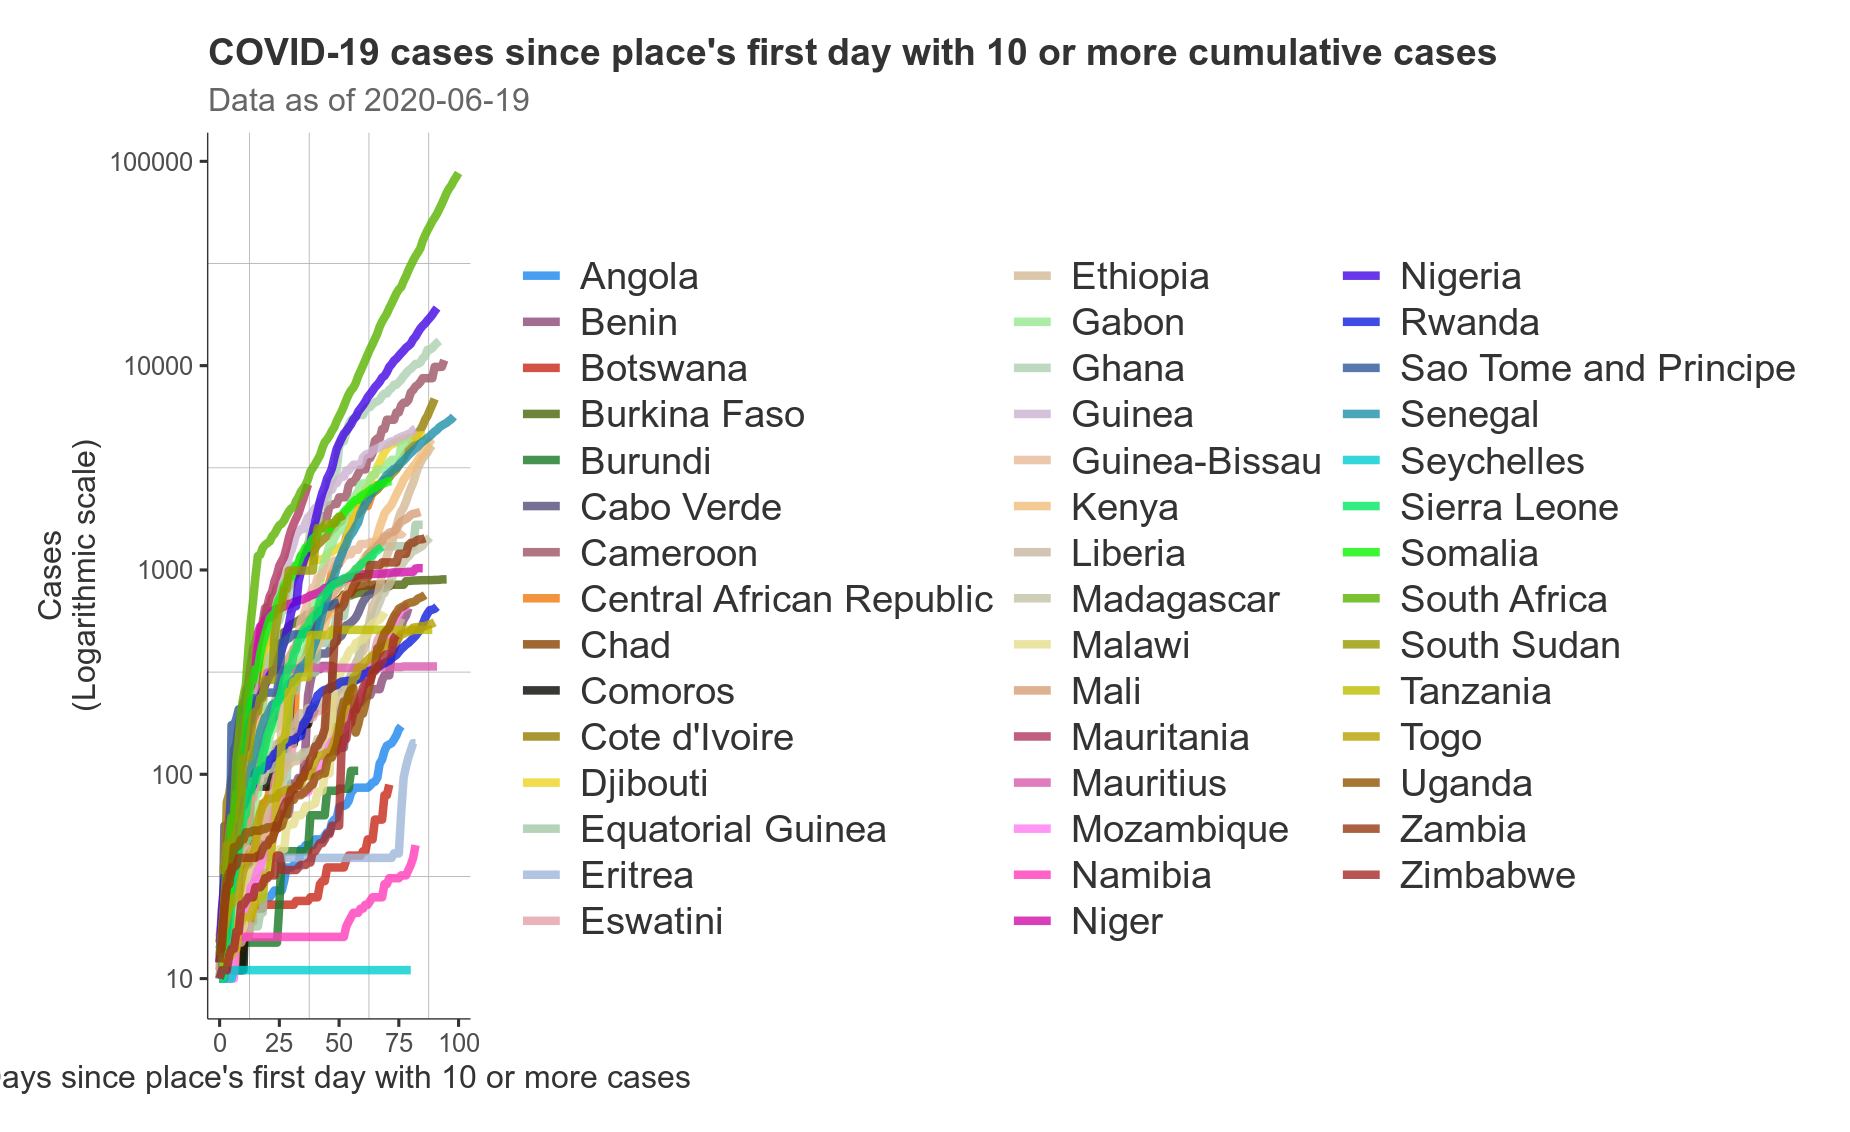 COVID-19 cases since place's first day with 10 or more cumulative cases
Data as of 2020-06-19
Cases
(Logarithmic scale)
100000
10000
1000
100
10
0 25 50 75 100
ays since place's first day with 10 or more cases
Angola
Benin
Botswana
Burkina Faso
Burundi
Cabo Verde
Cameroon
Central African Republic
Chad
Comoros
Cote d'Ivoire
Djibouti
Equatorial Guinea
Eritrea
Eswatini
Ethiopia
Gabon
Ghana
Guinea
Guinea-Bissau
Kenya
Liberia
Madagascar
Malawi
Mali
Mauritania
Mauritius
Mozambique
Namibia
Niger
Nigeria
Rwanda
Sao Tome and Principe
Senegal
Seychelles
Sierra Leone
Somalia
South Africa
South Sudan
Tanzania
Togo
Uganda
Zambia
Zimbabwe